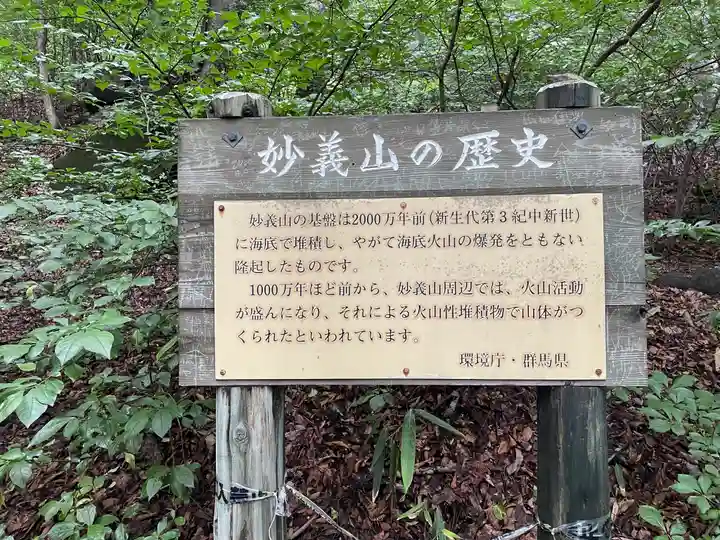 妙義山の歴史
妙義山の基盤は2000万年前(新生代第3紀中新世)
に海底で堆積し、やがて海底火山の爆発をともない
隆起したものです。
1000万年ほど前から、妙義山周辺では、火山活動
が盛んになり、それによる火山性堆積物で山体がつ
くられたといわれています。
環境庁・群馬県